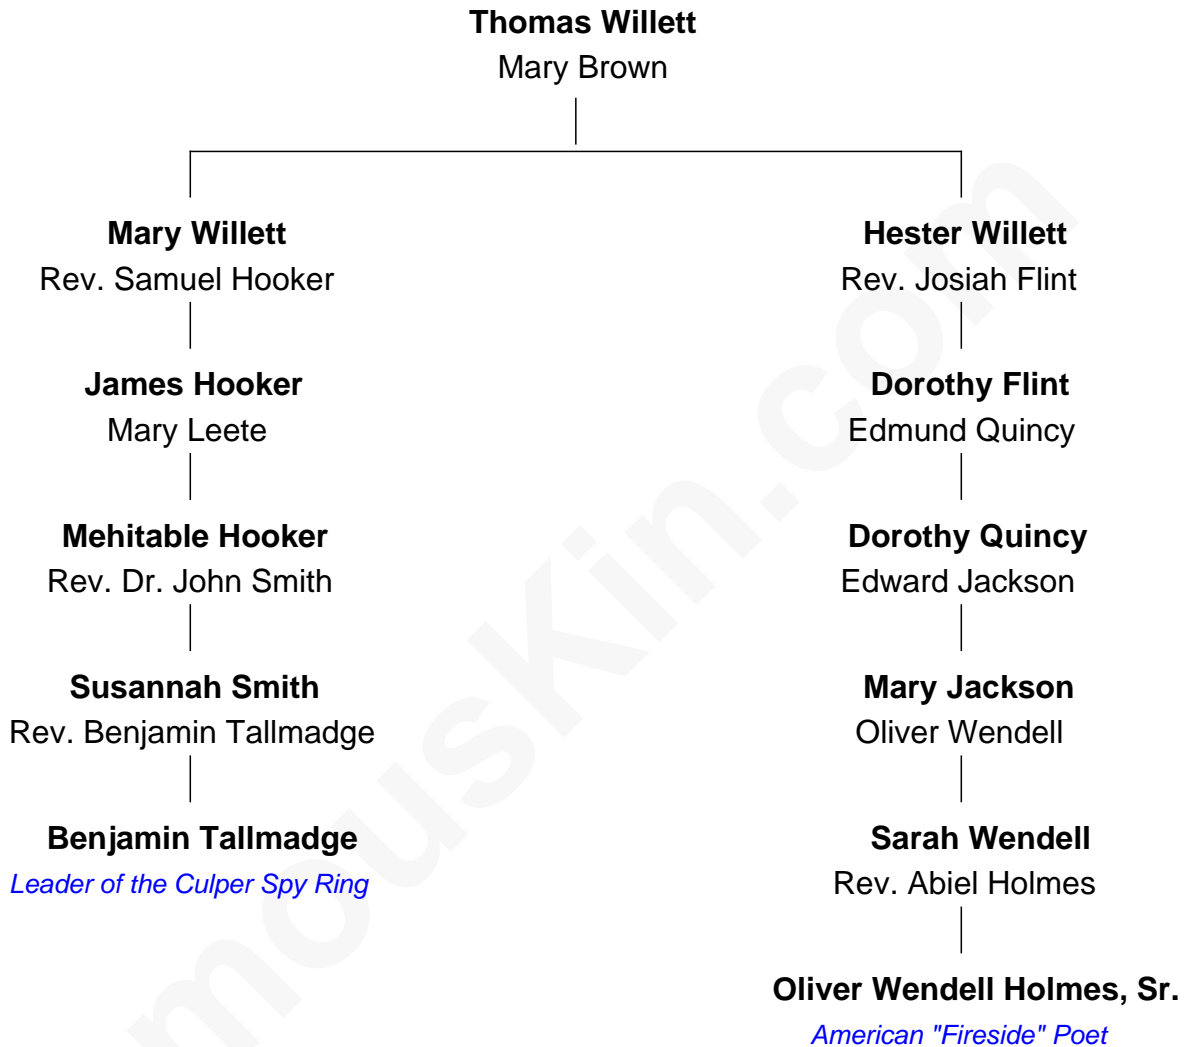 Thomas Willett
Mary Brown
Mary Willett
Rev. Samuel Hooker
Hester Willett
Rev. Josiah Flint
James Hooker
Mary Leete
Dorothy Flint
Edmund Quincy
Mehitable Hooker
Rev. Dr. John Smith
Dorothy Quincy
Edward Jackson
Susannah Smith
Rev. Benjamin Tallmadge
Mary Jackson
Oliver Wendell
Benjamin Tallmadge
Leader of the Culper Spy Ring
Sarah Wendell
Rev. Abiel Holmes
Oliver Wendell Holmes, Sr.
American "Fireside" Poet
mousKin.com